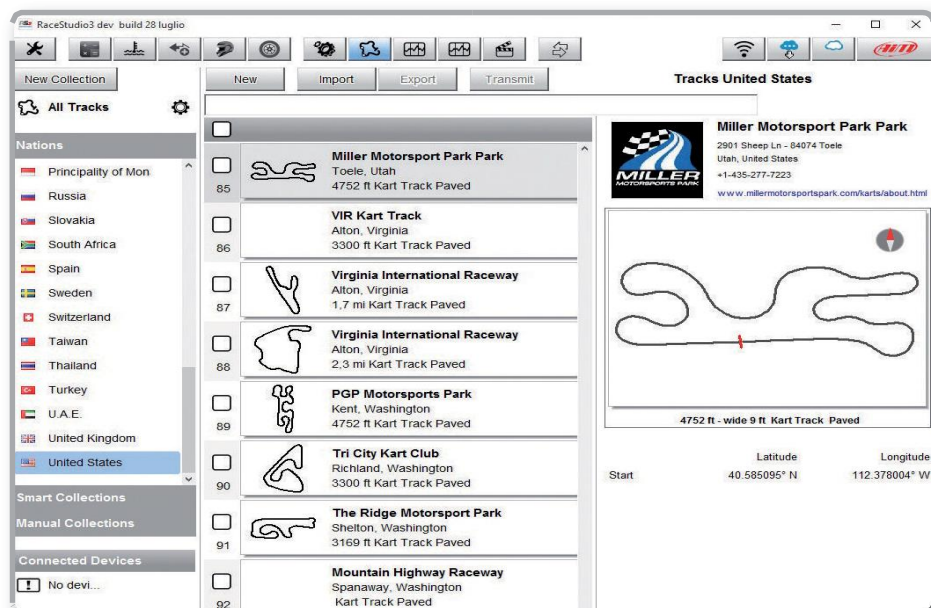 RaceStudio3 dev build 28 luglio
AiM
New Collection
All Tracks
Nations
Principality of Mon
Russia
Slovakia
South Africa
Spain
Sweden
Switzerland
Taiwan
Thailand
Turkey
U.A.E.
United Kingdom
United States
Smart Collections
Manual Collections
Connected Devices
No devi...
New
Import
Export
Transmit
85
Miller Motorsport Park Park
Toele, Utah
4752 ft Kart Track Paved
86
VIR Kart Track
Alton, Virginia
3300 ft Kart Track Paved
87
Virginia International Raceway
Alton, Virginia
1,7 mi Kart Track Paved
88
Virginia International Raceway
Alton, Virginia
2,3 mi Kart Track Paved
89
PGP Motorsports Park
Kent, Washington
4752 ft Kart Track Paved
90
Tri City Kart Club
Richland, Washington
3300 ft Kart Track Paved
91
The Ridge Motorsport Park
Shelton, Washington
3169 ft Kart Track Paved
92
Mountain Highway Raceway
Spanaway, Washington
Kart Track Paved
Tracks United States
MILLER
MOTORSPORTS PARK
Miller Motorsport Park Park
2901 Sheep Ln - 84074 Toele
Utah, United States
+1-435-277-7223
www.millermotorsportspark.com/karts/about.html
4752 ft - wide 9 ft Kart Track Paved
Latitude Longitude
Start 40.585095° N 112.378004° W